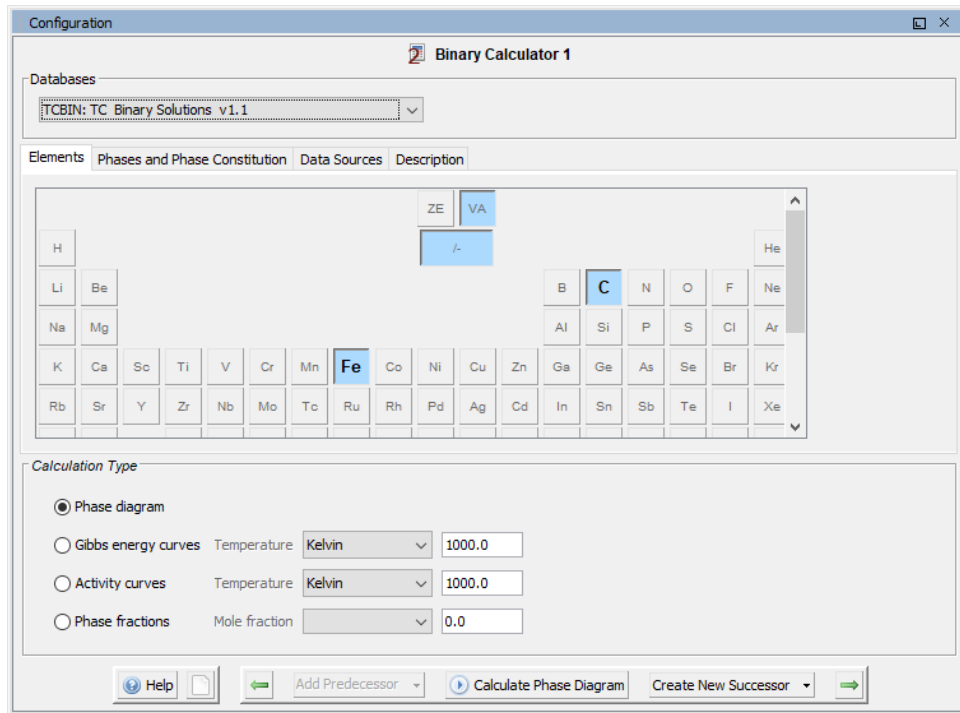 Configuration
Binary Calculator 1
Databases
TCBIN: TC Binary Solutions v1.1
Elements Phases and Phase Constitution Data Sources Description
ZE VA
H /- He
Li Be B C N O F Ne
Na Mg Al Si P S Cl Ar
K Ca Sc Ti V Cr Mn Fe Co Ni Cu Zn Ga Ge As Se Br Kr
Rb Sr Y Zr Nb Mo Tc Ru Rh Pd Ag Cd In Sn Sb Te I Xe
Calculation Type
Phase diagram
Gibbs energy curves Temperature Kelvin 1000.0
Activity curves Temperature Kelvin 1000.0
Phase fractions Mole fraction 0.0
Help Add Predecessor Calculate Phase Diagram Create New Successor